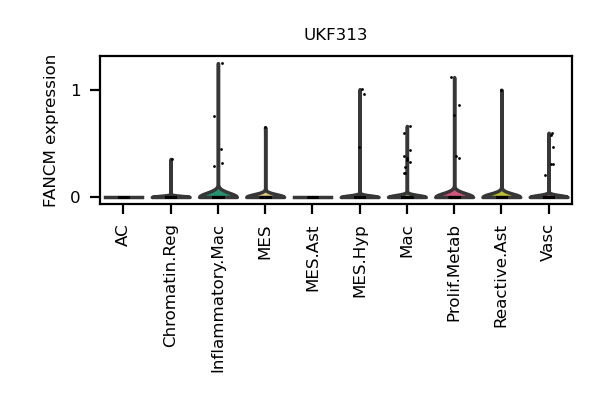 UKF313
FANCM expression
1
0
AC
Chromatin.Reg
Inflammatory.Mac
MES
MES.Ast
MES.Hyp
Mac
Prolif.Metab
Reactive.Ast
Vasc